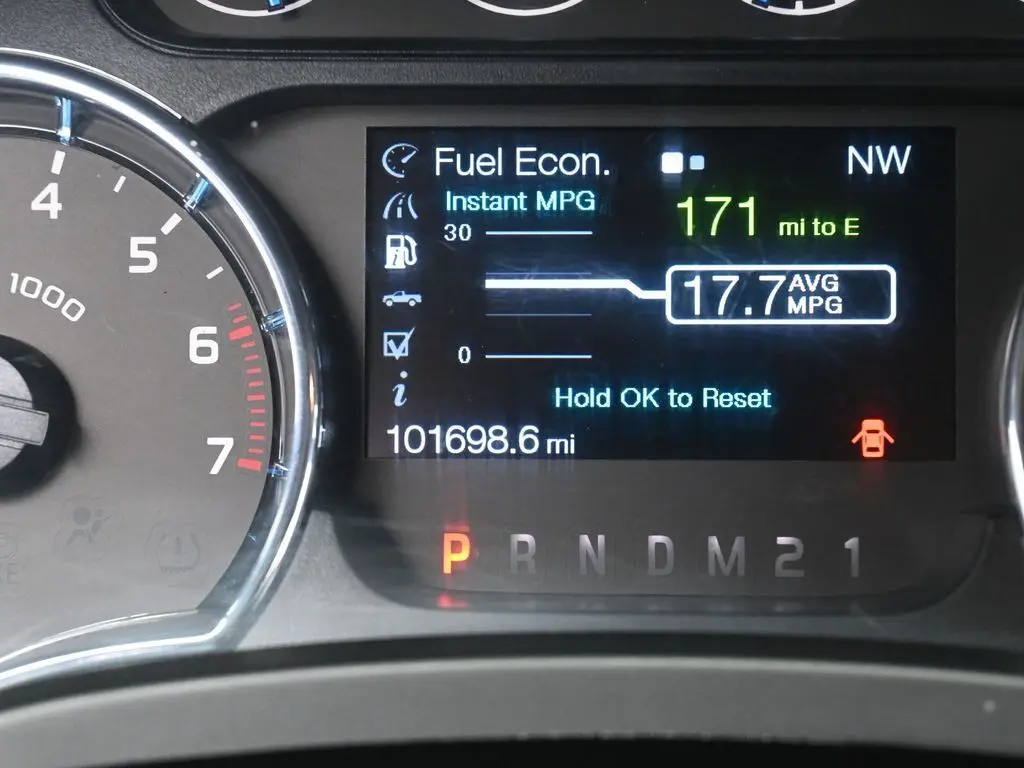 Fuel Econ.
NW
Instant MPG
171 mi to E
30
17.7 AVG MPG
0
Hold OK to Reset
101698.6 mi
P R N D M 2 1
4
5
6
7
1000